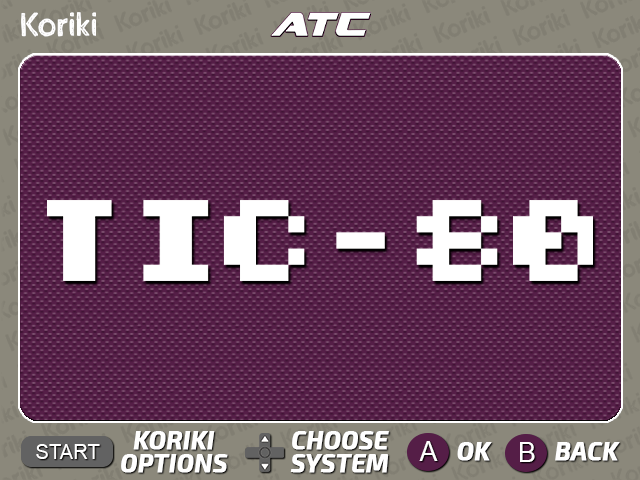 Koriki
ATC
TIC-80
START
KORIKI
OPTIONS
CHOOSE
SYSTEM
A OK
B BACK